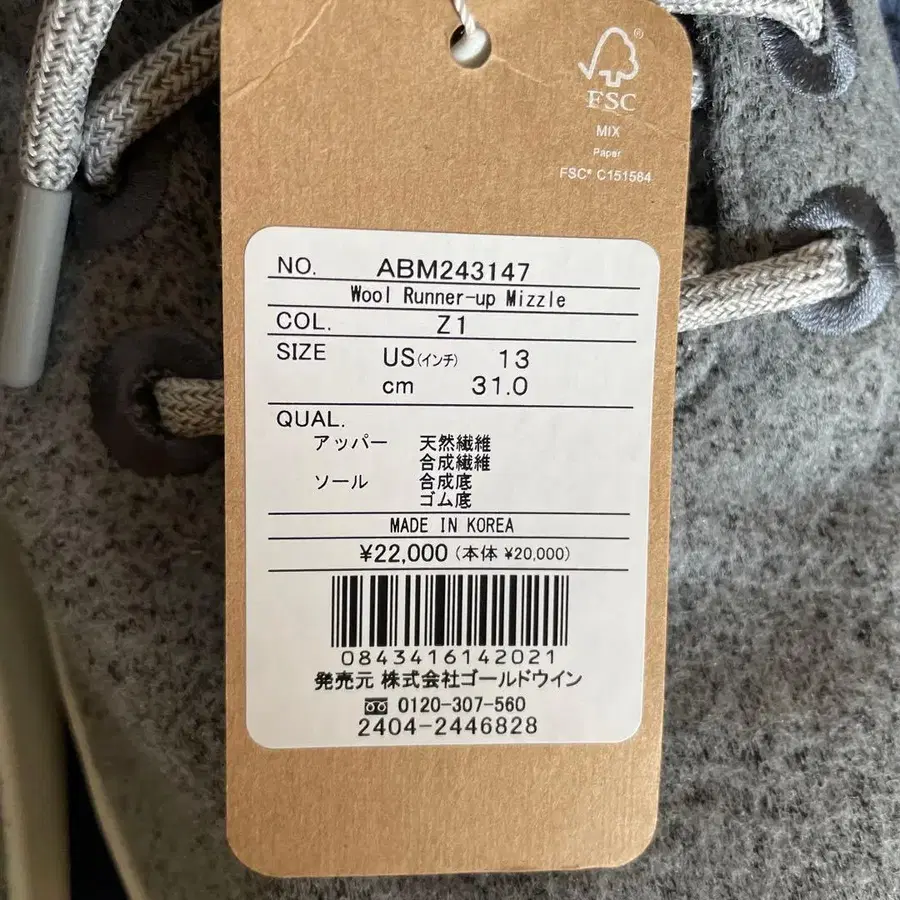 FSC®
MIX
Paper
FSC® C151584
NO. ABM243147
Wool Runner-up Mizzle
COL. Z1
SIZE US(インチ) 13
cm 31.0
QUAL.
アッパー 天然繊維
合成繊維
ソール 合成底
ゴム底
MADE IN KOREA
¥22,000 (本体 ¥20,000)
0843416142021
発売元 株式会社ゴールドウイン
0120-307-560
2404-2446828